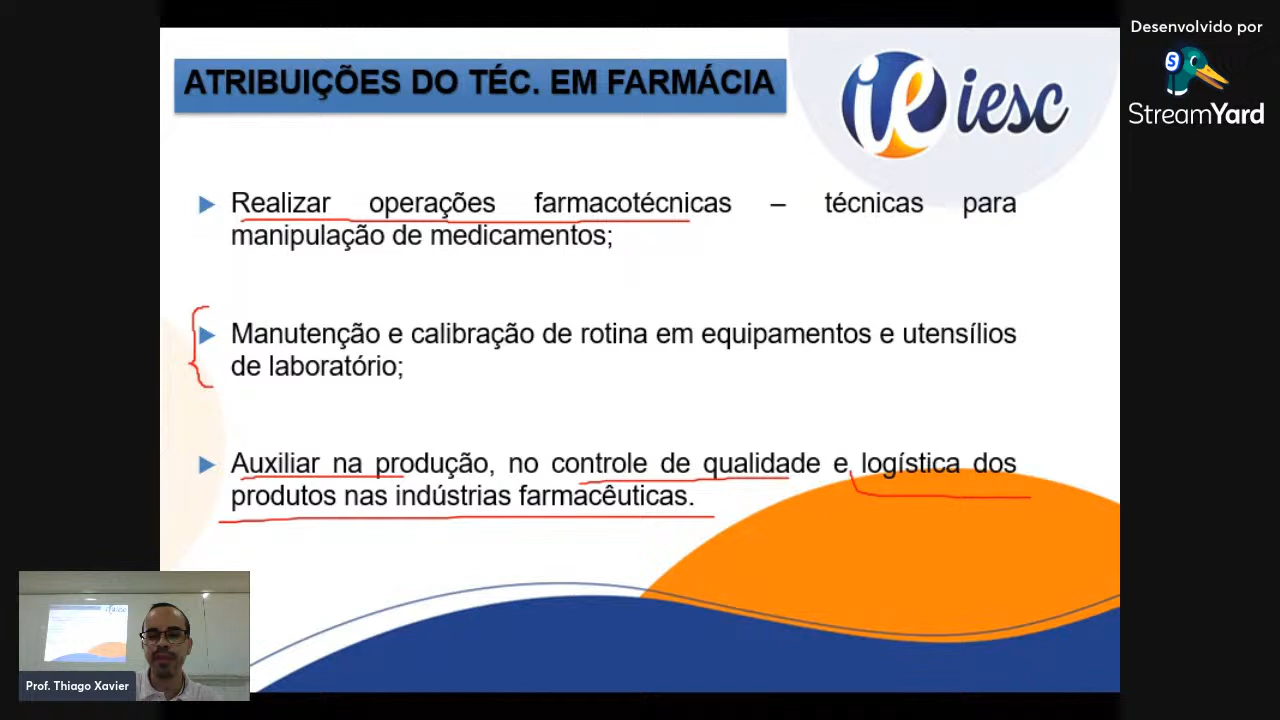 Desenvolvido por
StreamYard
ATRIBUIÇÕES DO TÉC. EM FARMÁCIA
iesc
Realizar operações farmacotécnicas – técnicas para
manipulação de medicamentos;
Manutenção e calibração de rotina em equipamentos e utensílios
de laboratório;
Auxiliar na produção, no controle de qualidade e logística dos
produtos nas indústrias farmacêuticas.
Prof. Thiago Xavier